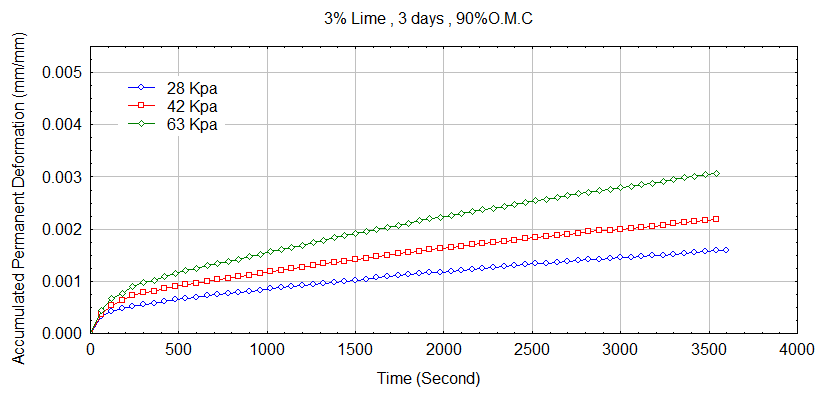 3% Lime , 3 days , 90%O.M.C
Accumulated Permanent Deformation (mm/mm)
0.005
0.004
0.003
0.002
0.001
0.000
28 Kpa
42 Kpa
63 Kpa
0 500 1000 1500 2000 2500 3000 3500 4000
Time (Second)